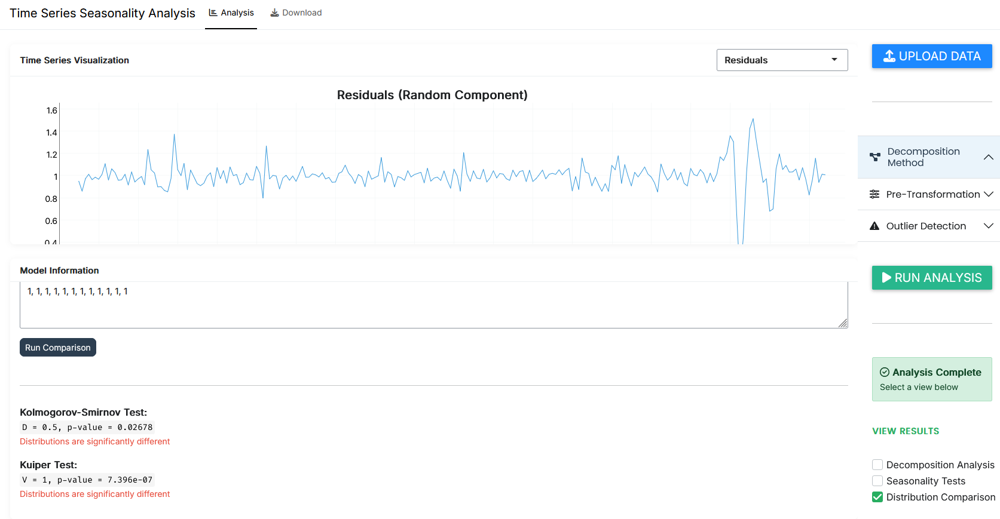 Time Series Seasonality Analysis
Analysis
Download
Time Series Visualization
Residuals
Residuals (Random Component)
1.6
1.4
1.2
1
0.8
0.6
0.4
Model Information
1, 1, 1, 1, 1, 1, 1, 1, 1, 1, 1, 1
Run Comparison
Kolmogorov-Smirnov Test:
D = 0.5, p-value = 0.02678
Distributions are significantly different
Kuiper Test:
V = 1, p-value = 7.396e-07
Distributions are significantly different
UPLOAD DATA
Decomposition
Method
Pre-Transformation
Outlier Detection
RUN ANALYSIS
Analysis Complete
Select a view below
VIEW RESULTS
Decomposition Analysis
Seasonality Tests
Distribution Comparison